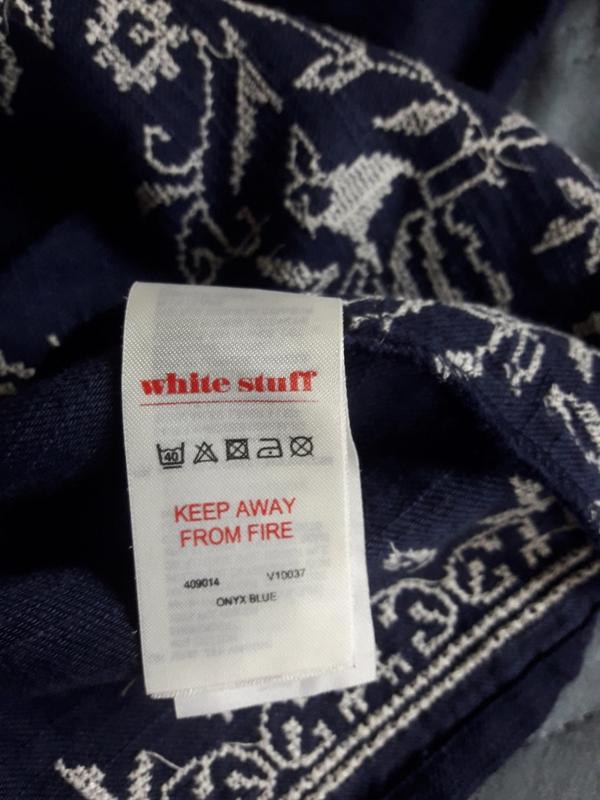 white stuff
40
KEEP AWAY
FROM FIRE
409014 V10037
ONYX BLUE